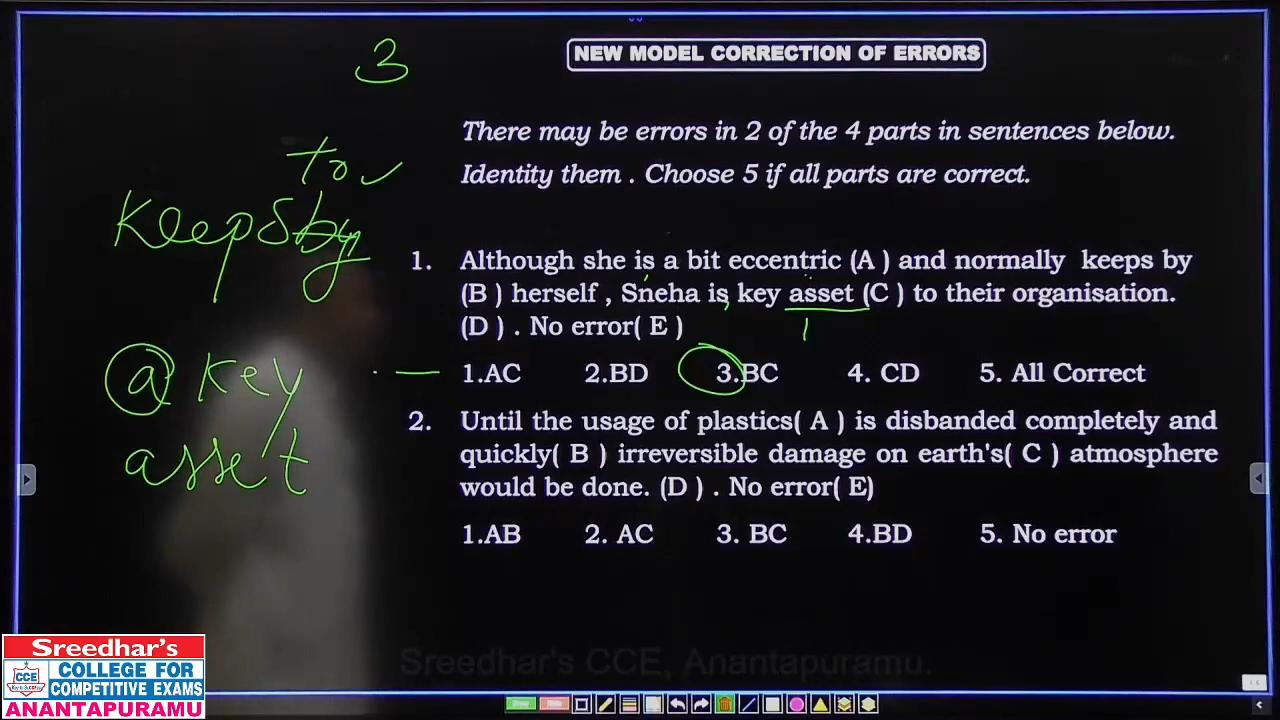 NEW MODEL CORRECTION OF ERRORS
3
There may be errors in 2 of the 4 parts in sentences below.
Identity them . Choose 5 if all parts are correct.
to
Keepsby
1. Although she is a bit eccentric (A ) and normally keeps by
(B ) herself , Sneha is key asset (C ) to their organisation.
(D ) . No error( E )
1
1.AC 2.BD 3.BC 4. CD 5. All Correct
a key
asset
2. Until the usage of plastics( A ) is disbanded completely and
quickly( B ) irreversible damage on earth's( C ) atmosphere
would be done. (D ) . No error( E)
1.AB 2. AC 3. BC 4.BD 5. No error
Sreedhar's CCE, Anantapuramu.
Sreedhar's
CCE
COLLEGE FOR
COMPETITIVE EXAMS
ANANTAPURAMU